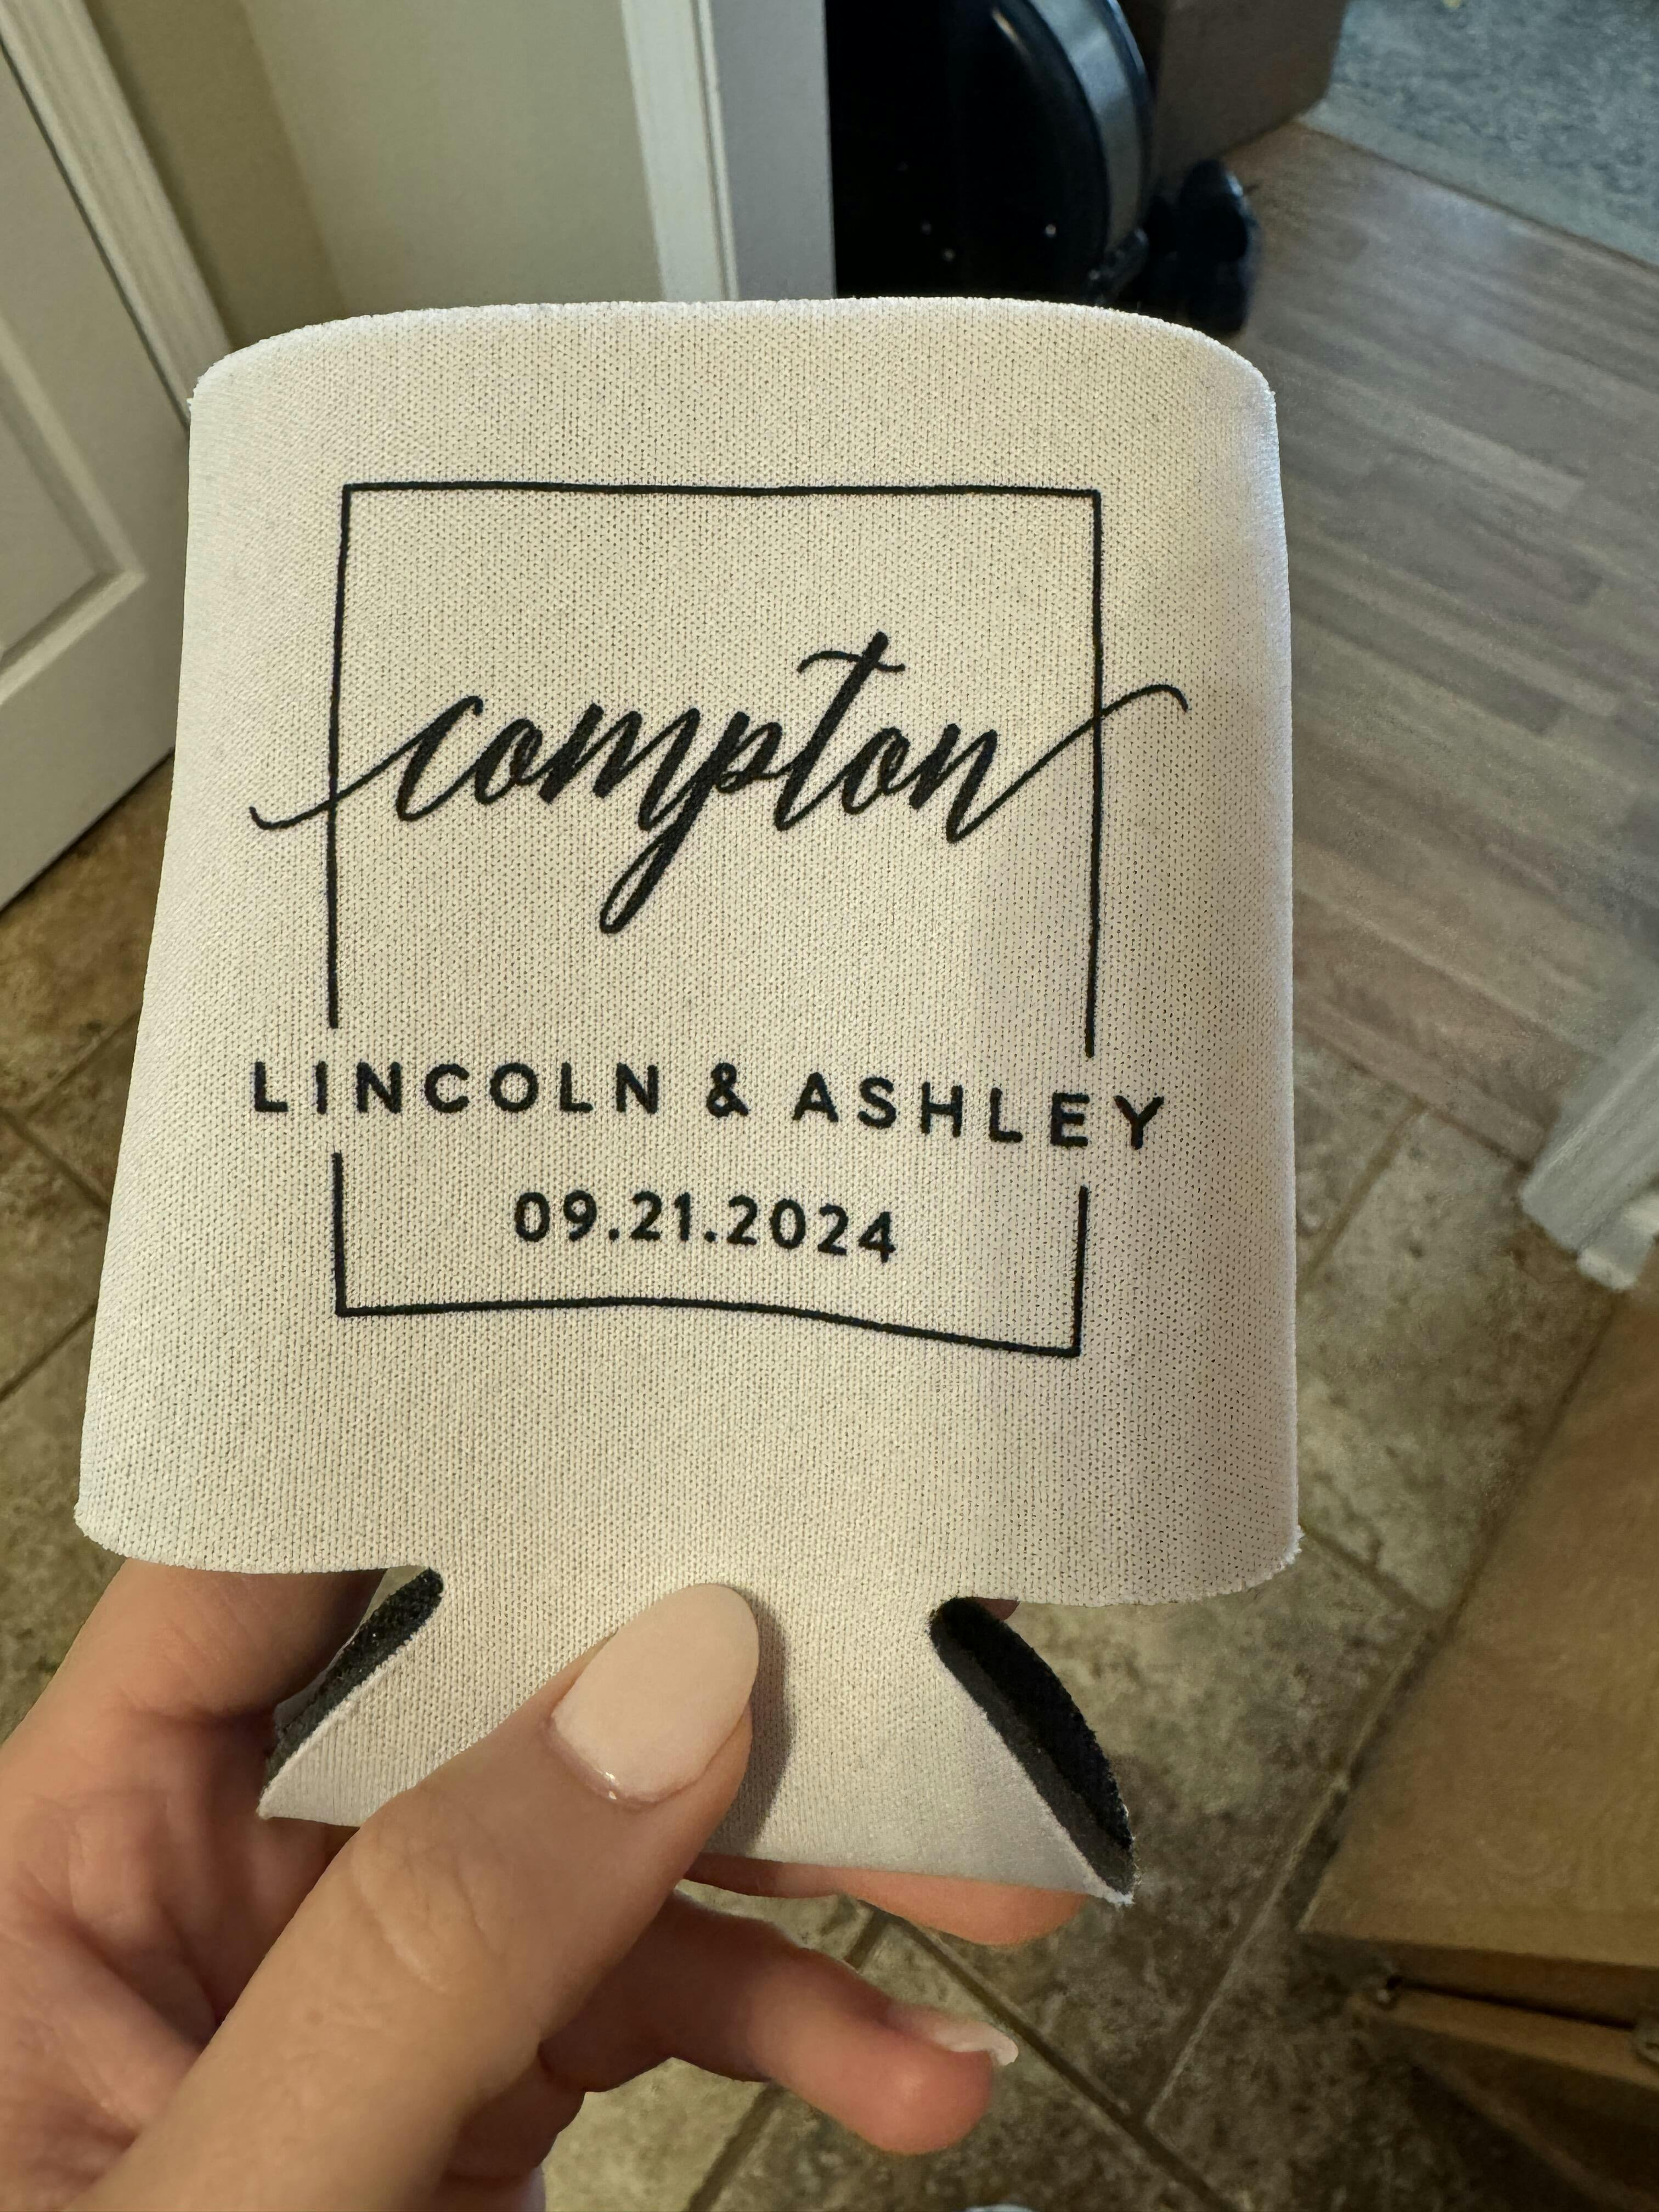 compton
LINCOLN & ASHLEY
09.21.2024